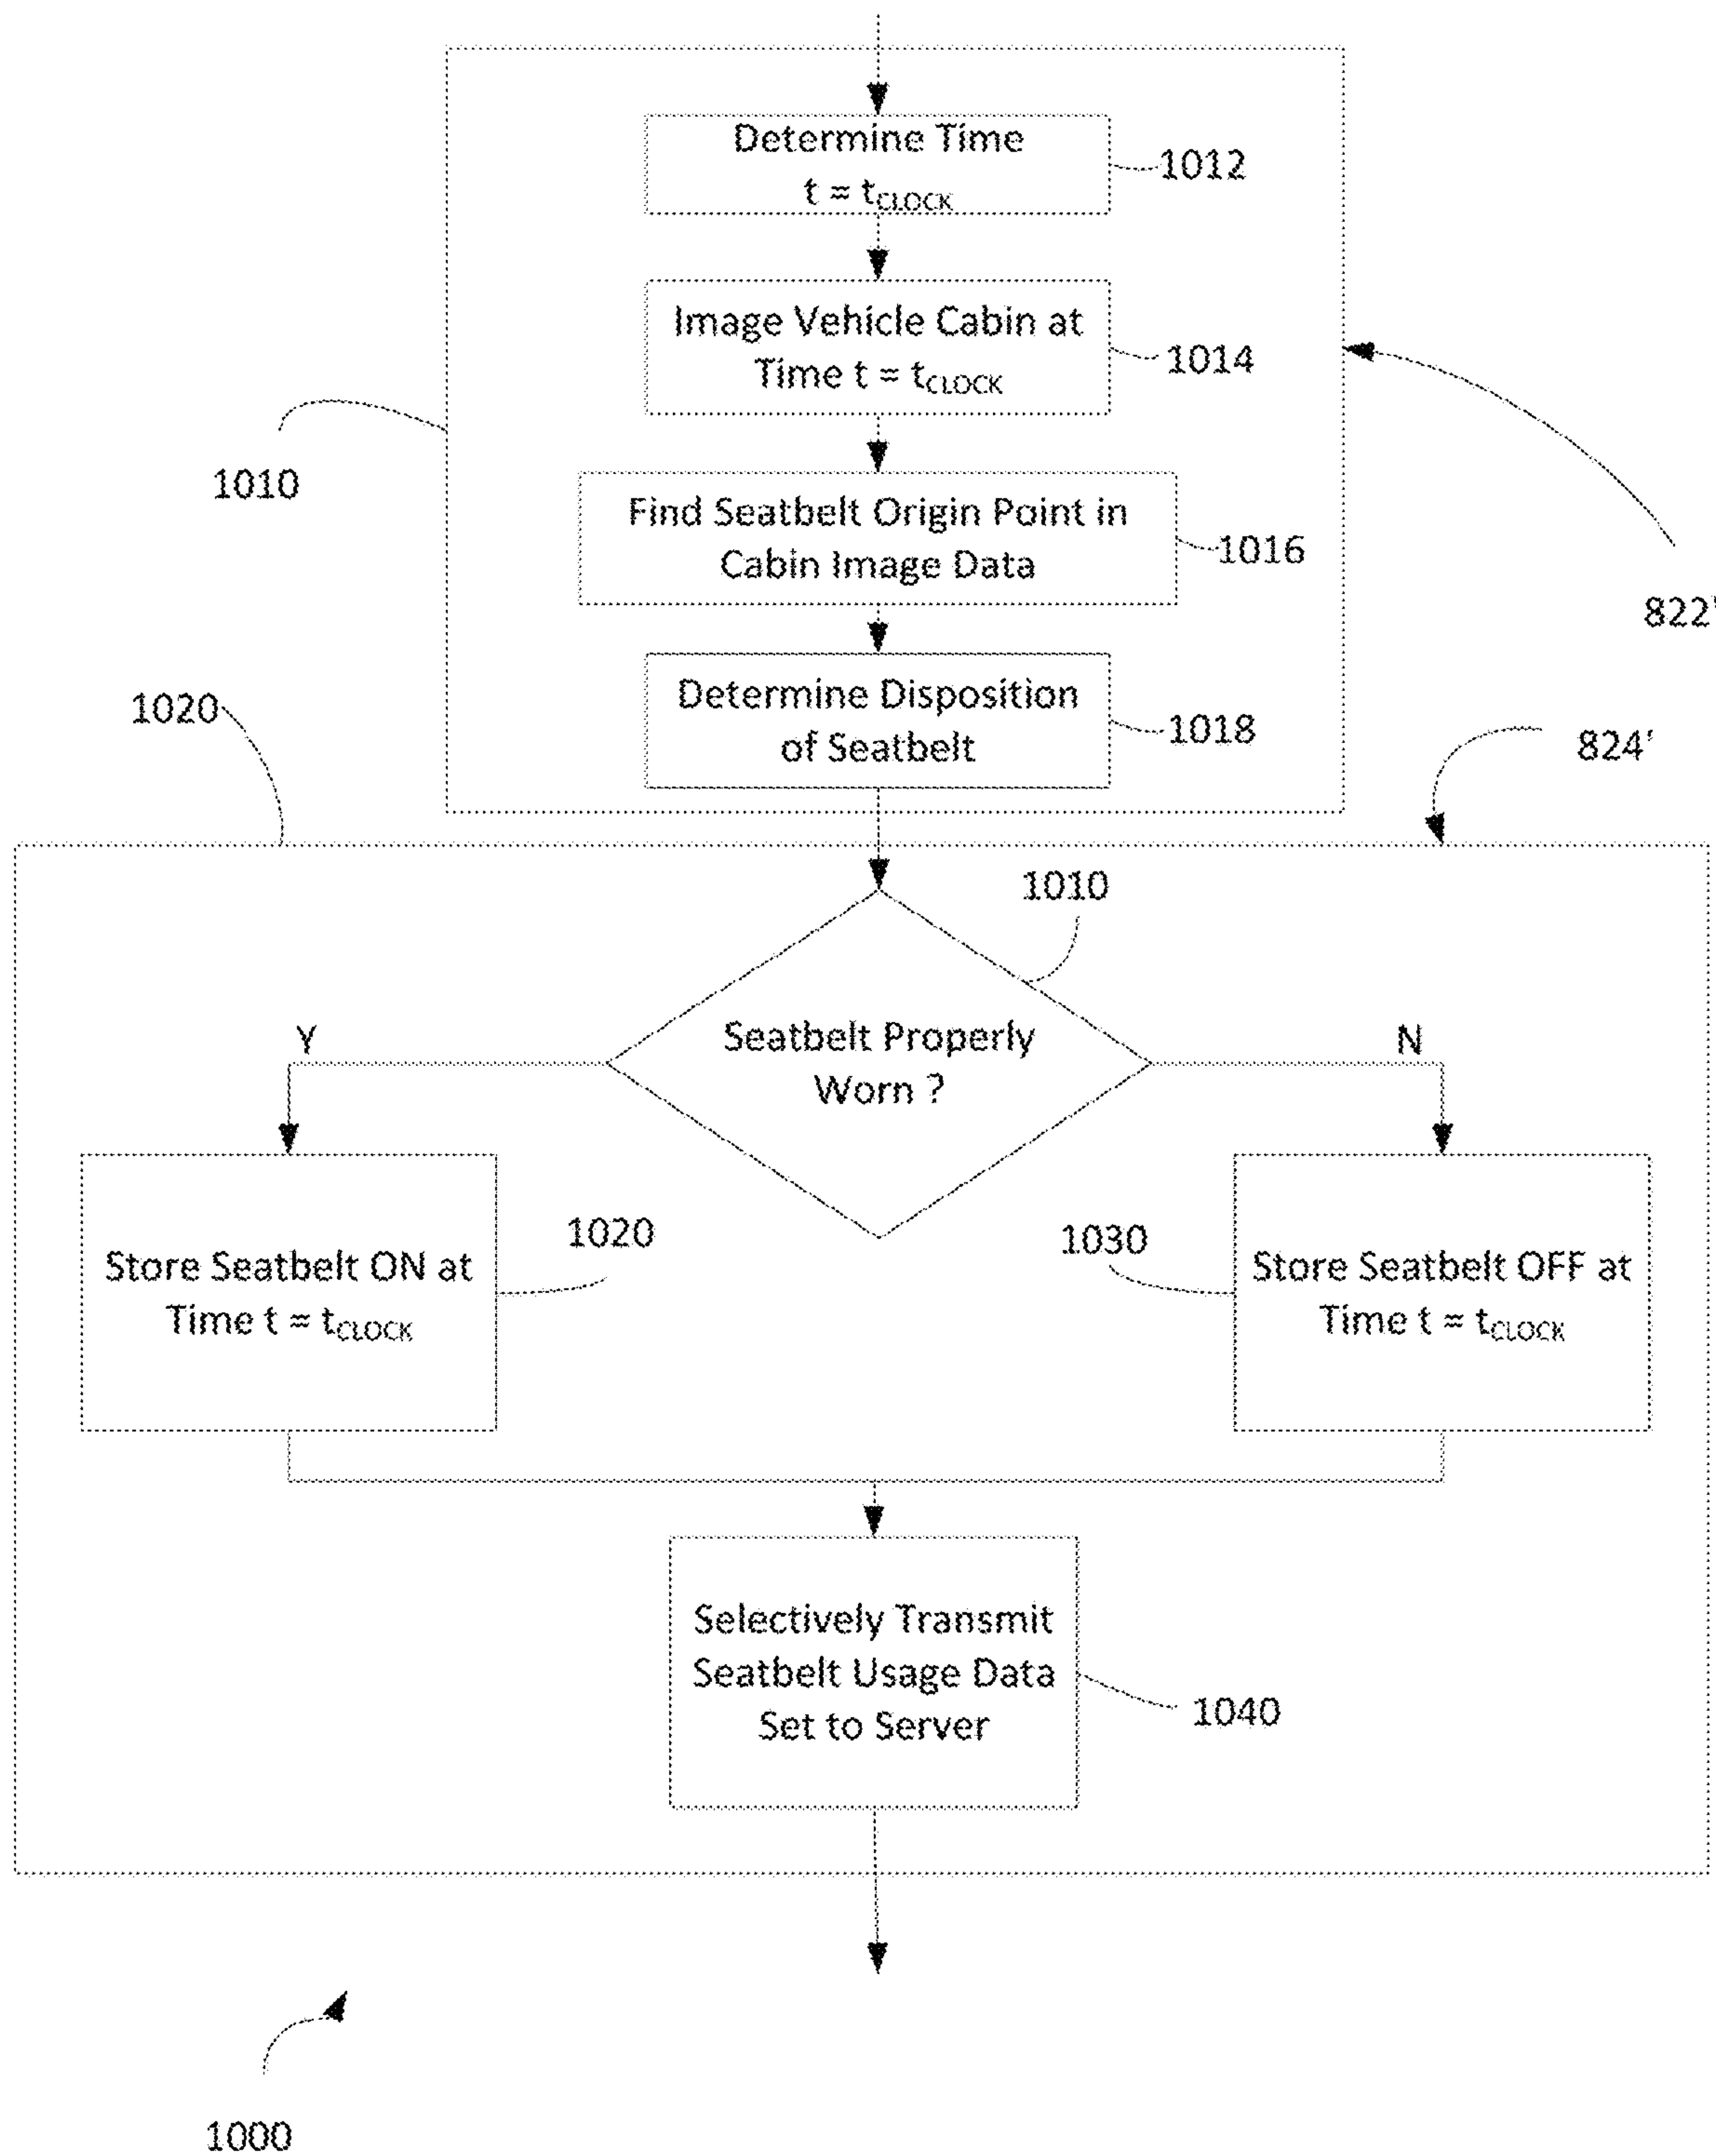 Determine Time
t = tCLOCK
1012
Image Vehicle Cabin at
Time t = tCLOCK
1014
1010
Find Seatbelt Origin Point in
Cabin Image Data
1016
822'
Determine Disposition
of Seatbelt
1018
1020
824'
1010
Seatbelt Properly
Worn ?
Y
N
Store Seatbelt ON at
Time t = tCLOCK
1020
1030
Store Seatbelt OFF at
Time t = tCLOCK
Selectively Transmit
Seatbelt Usage Data
Set to Server
1040
1000